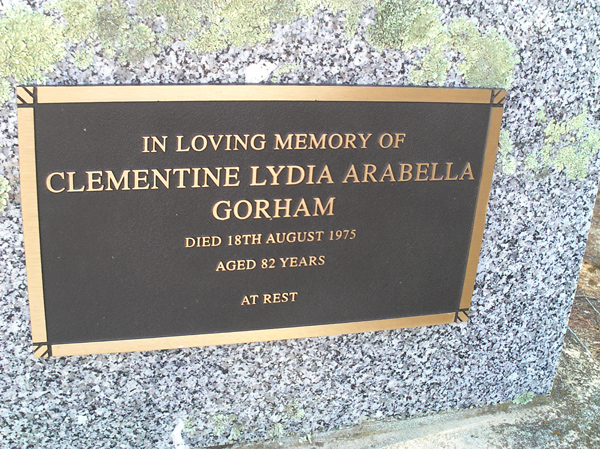 IN LOVING MEMORY OF
CLEMENTINE LYDIA ARABELLA
GORHAM
DIED 18TH AUGUST 1975
AGED 82 YEARS
AT REST